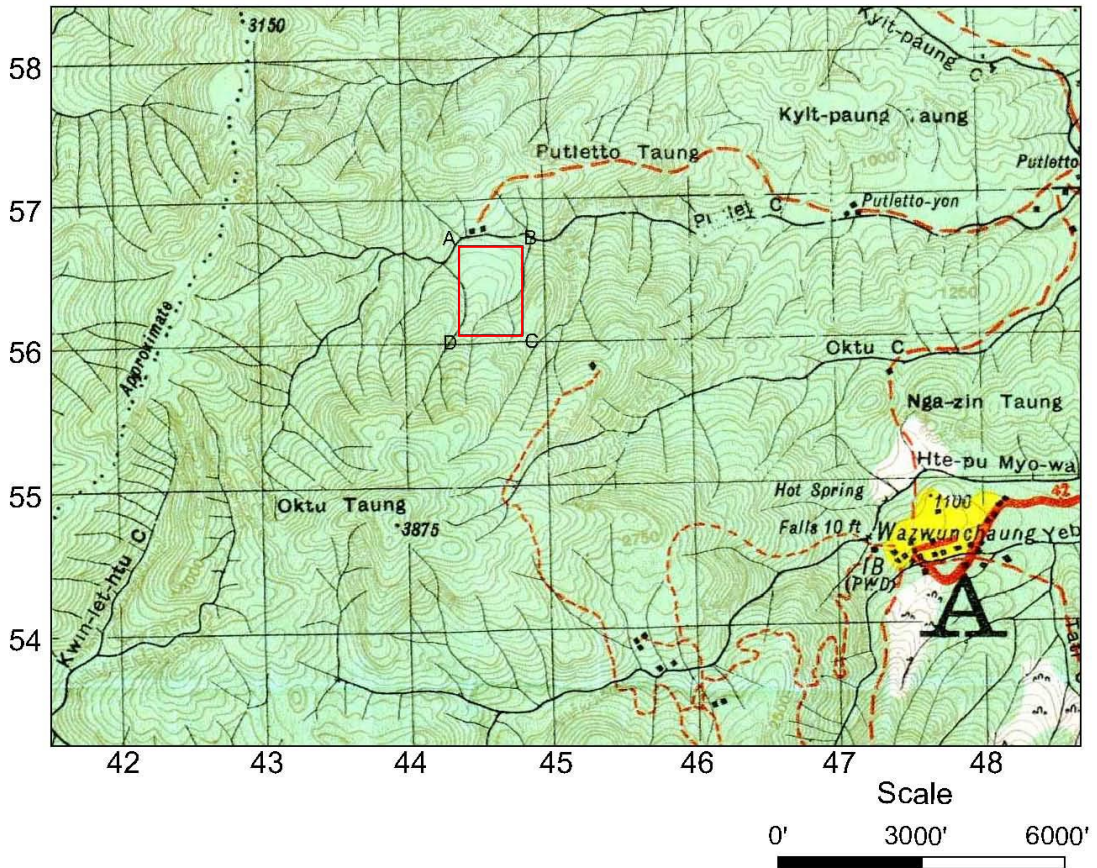 3150
Kyit-paung C
58
Kyit-paung aung
Putletto Taung
1000
Putletto
57
Putletto-yon
A B
1250
D C
56
Oktu C
Approximate
Nga-zin Taung
Hte-pu Myo-wa
55
Hot Spring
1100
42
Oktu Taung
3875
Falls 10 ft
Wazwunchaung Yeb
2750
IB
(PWD)
A
Kwin-let-htu C
54
42 43 44 45 46 47 48
Scale
0' 3000' 6000'